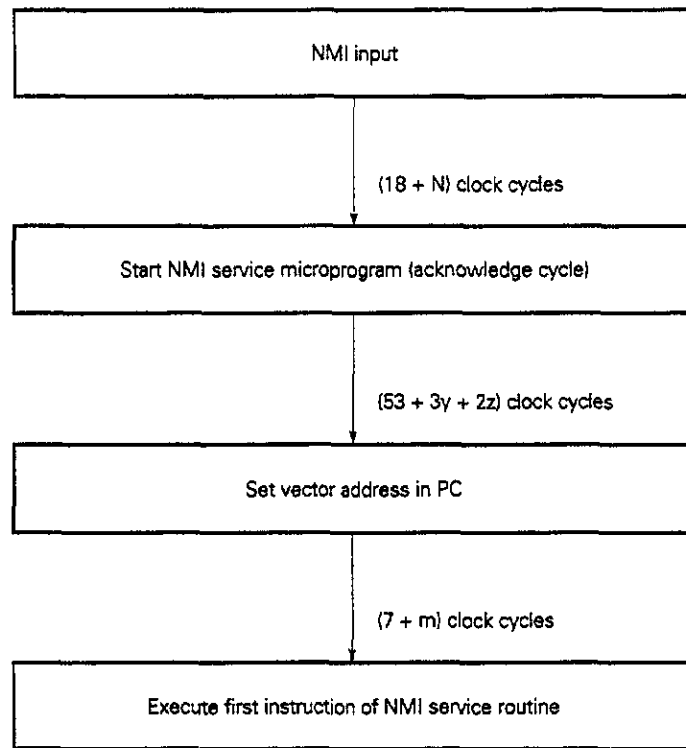 NMI input
(18 + N) clock cycles
Start NMI service microprogram (acknowledge cycle)
(53 + 3y + 2z) clock cycles
Set vector address in PC
(7 + m) clock cycles
Execute first instruction of NMI service routine